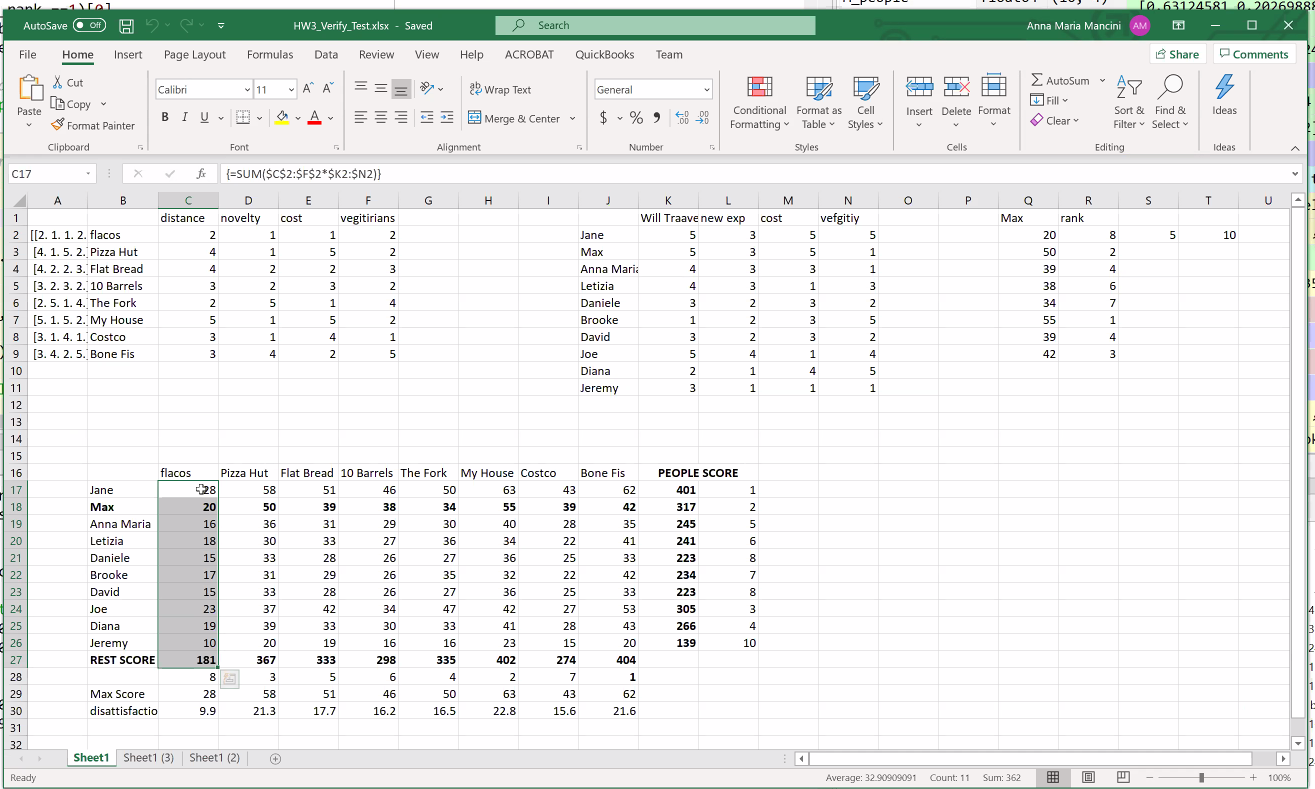 rank ==1)[0]
AutoSave Off HW3_Verify_Test.xlsx - Saved Search Anna Maria Mancini AM
File Home Insert Page Layout Formulas Data Review View Help ACROBAT QuickBooks Team Share Comments
Paste Cut Copy Format Painter Calibri 11 B I U A Wrap Text Merge & Center General $ % Conditional Formatting Format as Table Cell Styles Insert Delete Format AutoSum Fill Clear Sort & Filter Find & Select Ideas
Clipboard Font Alignment Number Styles Cells Editing Ideas
C17 fx {=SUM($C$2:$F$2*$K2:$N2)}
A B C D E F G H I J K L M N O P Q R S T U
1 distance novelty cost vegitirians Will Traave new exp cost vefgitiy Max rank
2 [[2. 1. 1. 2. flacos 2 1 1 2 Jane 5 3 5 5 20 8 5 10
3 [4. 1. 5. 2. Pizza Hut 4 1 5 2 Max 5 3 5 1 50 2
4 [4. 2. 2. 3. Flat Bread 4 2 2 3 Anna Maria 4 3 3 1 39 4
5 [3. 2. 3. 2. 10 Barrels 3 2 3 2 Letizia 4 3 1 3 38 6
6 [2. 5. 1. 4. The Fork 2 5 1 4 Daniele 3 2 3 2 34 7
7 [5. 1. 5. 2. My House 5 1 5 2 Brooke 1 2 3 5 55 1
8 [3. 1. 4. 1. Costco 3 1 4 1 David 3 2 3 2 39 4
9 [3. 4. 2. 5. Bone Fis 3 4 2 5 Joe 5 4 1 4 42 3
10 Diana 2 1 4 5
11 Jeremy 3 1 1 1
12
13
14
15
16 flacos Pizza Hut Flat Bread 10 Barrels The Fork My House Costco Bone Fis PEOPLE SCORE
17 Jane 28 58 51 46 50 63 43 62 401 1
18 Max 20 50 39 38 34 55 39 42 317 2
19 Anna Maria 16 36 31 29 30 40 28 35 245 5
20 Letizia 18 30 33 27 36 34 22 41 241 6
21 Daniele 15 33 28 26 27 36 25 33 223 8
22 Brooke 17 31 29 26 35 32 22 42 234 7
23 David 15 33 28 26 27 36 25 33 223 8
24 Joe 23 37 42 34 47 42 27 53 305 3
25 Diana 19 39 33 30 33 41 28 43 266 4
26 Jeremy 10 20 19 16 16 23 15 20 139 10
27 REST SCORE 181 367 333 298 335 402 274 404
28 8 3 5 6 4 2 7 1
29 Max Score 28 58 51 46 50 63 43 62
30 disattisfactio 9.9 21.3 17.7 16.2 16.5 22.8 15.6 21.6
31
32
Sheet1 Sheet1 (3) Sheet1 (2)
Ready Average: 32.90909091 Count: 11 Sum: 362 100%